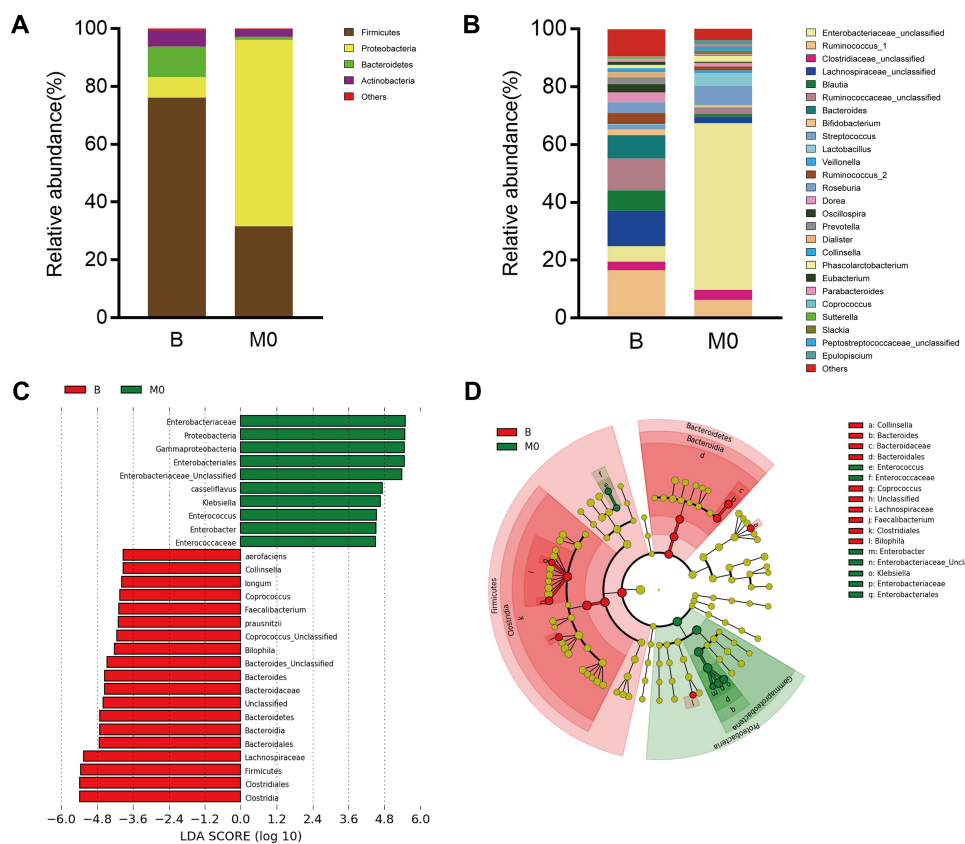 A
Relative abundance(%)
100
80
60
40
20
0
B
M0
Firmicutes
Proteobacteria
Bacteroidetes
Actinobacteria
Others
B
Relative abundance(%)
100
80
60
40
20
0
B
M0
Enterobacteriaceae_unclassified
Ruminococcus_1
Clostridiaceae_unclassified
Lachnospiraceae_unclassified
Blautia
Ruminococcaceae_unclassified
Bacteroides
Bifidobacterium
Streptococcus
Lactobacillus
Veillonella
Ruminococcus_2
Roseburia
Dorea
Oscillospira
Prevotella
Dialister
Collinsella
Phascolarctobacterium
Eubacterium
Parabacteroides
Coprococcus
Sutterella
Slackia
Peptostreptococcaceae_unclassified
Epulopiscium
Others
C
B
M0
Enterobacteriaceae
Proteobacteria
Gammaproteobacteria
Enterobacteriales
Enterobacteriaceae_Unclassified
casseliflavus
Klebsiella
Enterococcus
Enterobacter
Enterococcaceae
aerofaciens
Collinsella
longum
Coprococcus
Faecalibacterium
prausnitzii
Coprococcus_Unclassified
Bilophila
Bacteroides_Unclassified
Bacteroides
Bacteroidaceae
Unclassified
Bacteroidetes
Bacteroidia
Bacteroidales
Lachnospiraceae
Firmicutes
Clostridiales
Clostridia
−6.0 −4.8 −3.6 −2.4 −1.2 0.0 1.2 2.4 3.6 4.8 6.0
LDA SCORE (log 10)
D
B
M0
Bacteroidetes
Bacteroidia
d
c
f
e
Firmicutes
Clostridia
k
j
i
m
p
q
Gammaproteobacteria
Proteobacteria
a: Collinsella
b: Bacteroides
c: Bacteroidaceae
d: Bacteroidales
e: Enterococcus
f: Enterococcaceae
g: Coprococcus
h: Unclassified
i: Lachnospiraceae
j: Faecalibacterium
k: Clostridiales
l: Bilophila
m: Enterobacter
n: Enterobacteriaceae_Uncl
o: Klebsiella
p: Enterobacteriaceae
q: Enterobacteriales